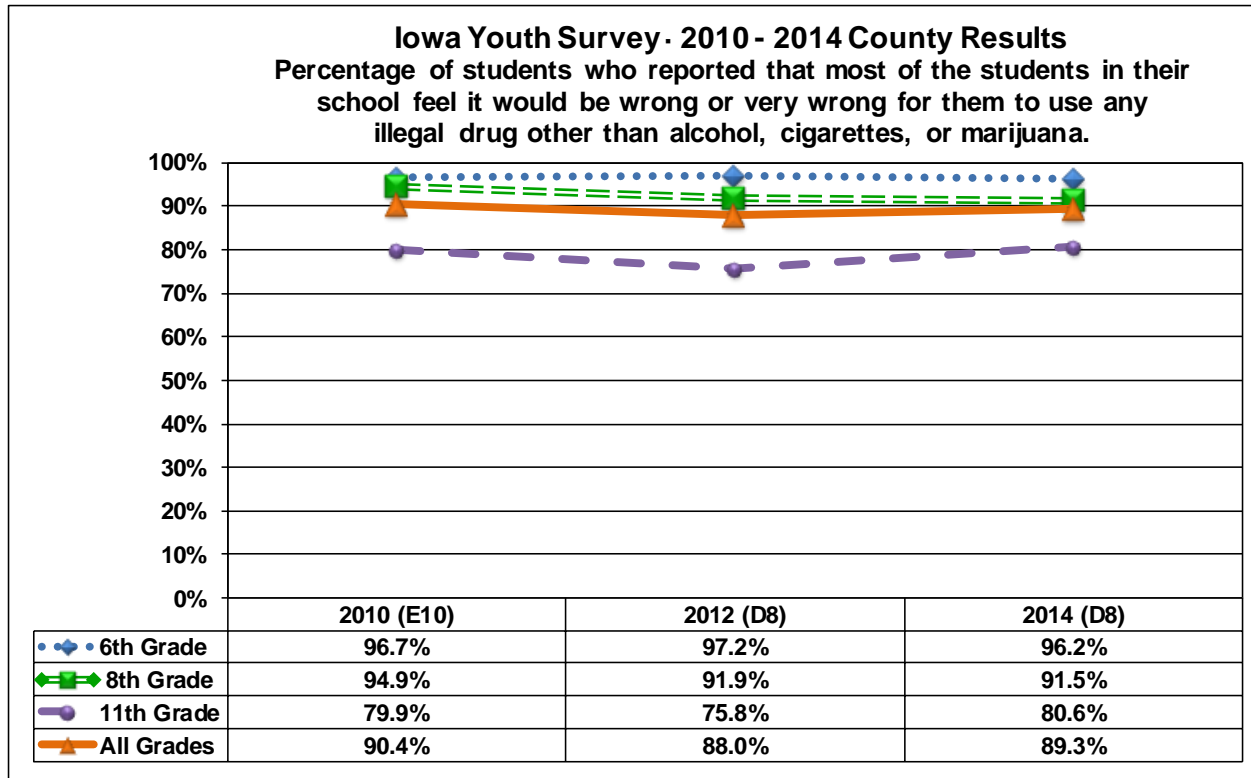 Iowa Youth Survey · 2010 - 2014 County Results
Percentage of students who reported that most of the students in their
school feel it would be wrong or very wrong for them to use any
illegal drug other than alcohol, cigarettes, or marijuana.
100%
90%
80%
70%
60%
50%
40%
30%
20%
10%
0%
2010 (E10) 2012 (D8) 2014 (D8)
6th Grade 96.7% 97.2% 96.2%
8th Grade 94.9% 91.9% 91.5%
11th Grade 79.9% 75.8% 80.6%
All Grades 90.4% 88.0% 89.3%